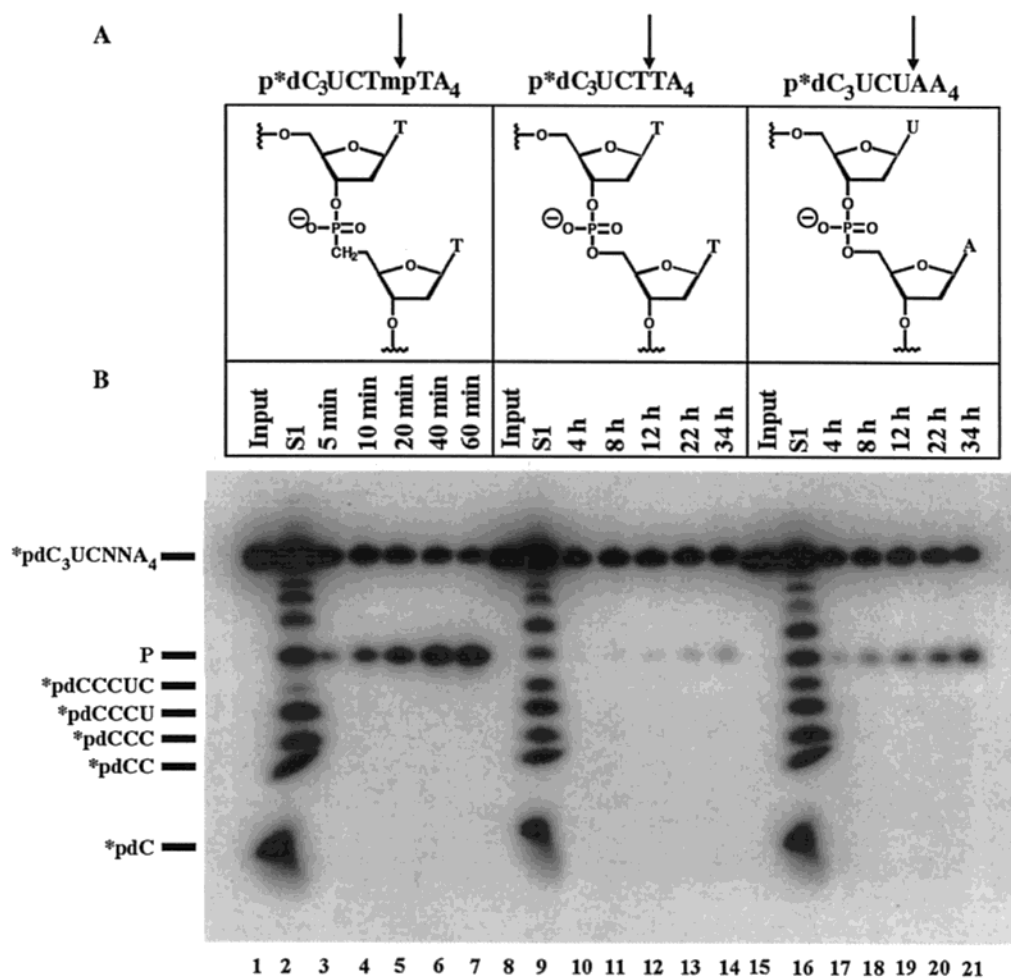 A
p*dC₃UCTmpTA₄ p*dC₃UCTTA₄ p*dC₃UCUAA₄
O T O T O U
O O O
O O O
⊖O-P=O ⊖O-P=O ⊖O-P=O
CH₂ O T O O T O O A
O O O
B
Input S1 5 min 10 min 20 min 40 min 60 min Input S1 4 h 8 h 12 h 22 h 34 h Input S1 4 h 8 h 12 h 22 h 34 h
*pdC₃UCNNA₄
P
*pdCCCUC
*pdCCCU
*pdCCC
*pdCC
*pdC
1 2 3 4 5 6 7 8 9 10 11 12 13 14 15 16 17 18 19 20 21